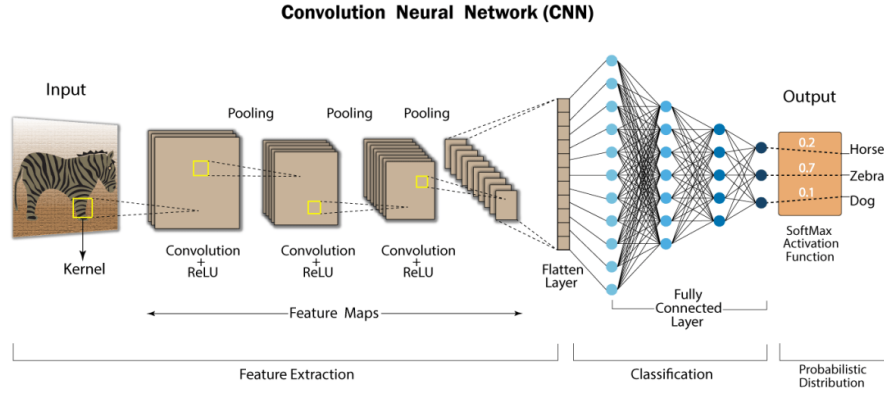 Convolution Neural Network (CNN)
Input
Pooling
Pooling
Pooling
Output
0.2
Horse
0.7
Zebra
0.1
Dog
Kernel
Convolution
+
ReLU
Convolution
+
ReLU
Convolution
+
ReLU
Flatten
Layer
SoftMax
Activation
Function
Feature Maps
Fully
Connected
Layer
Feature Extraction
Classification
Probabilistic
Distribution